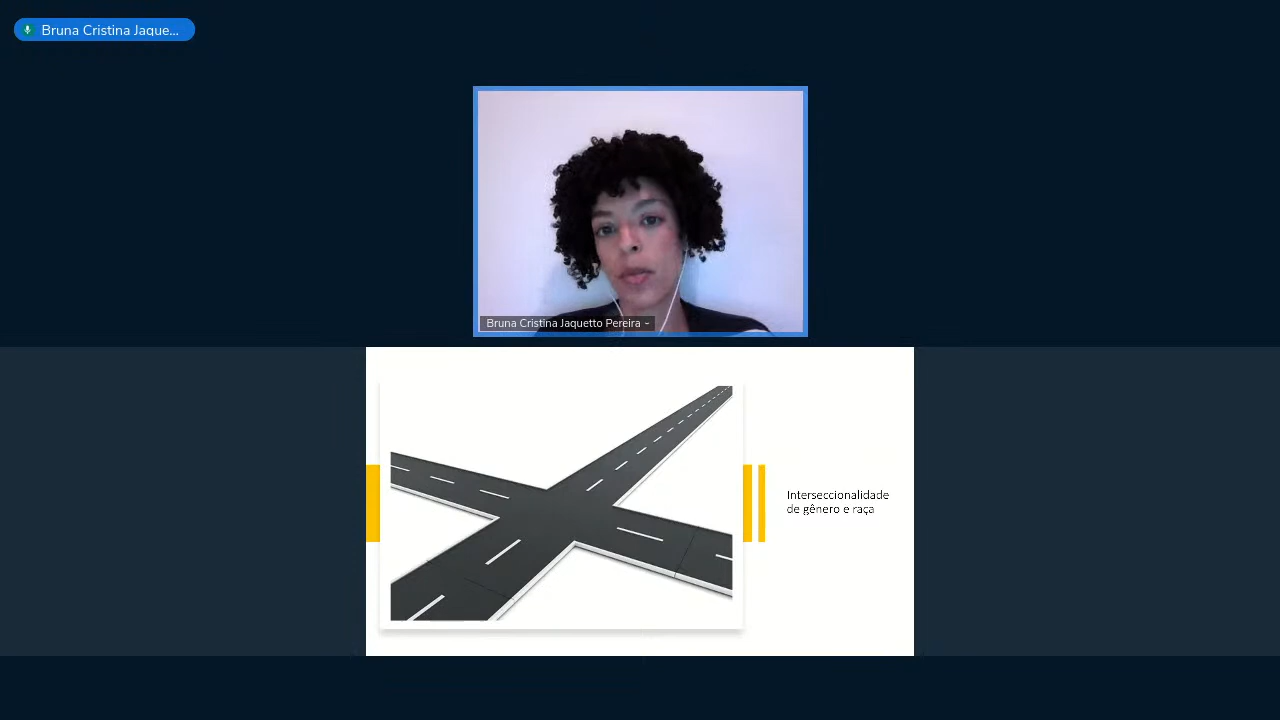 Bruna Cristina Jaque...
Bruna Cristina Jaquetto Pereira
Interseccionalidade
de gênero e raça